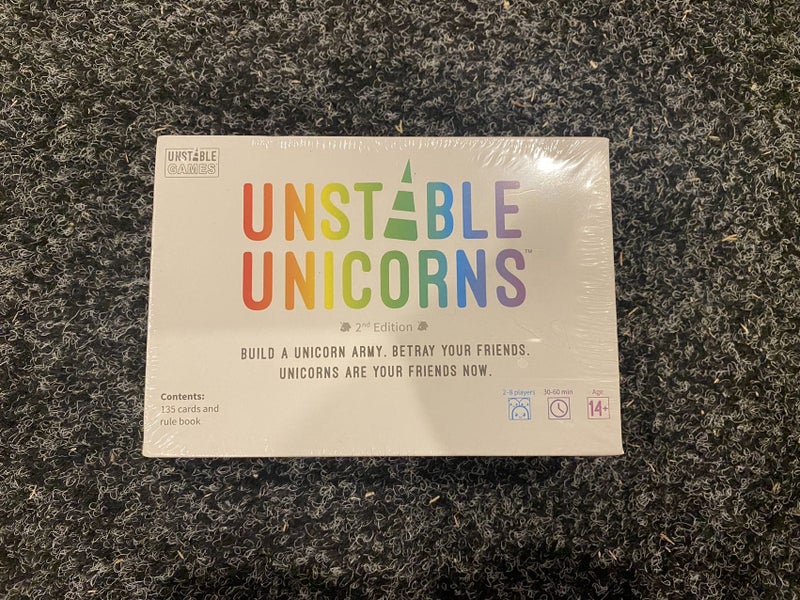 UNSTABLE
GAMES
UNSTABLE
UNICORNS™
2nd Edition
BUILD A UNICORN ARMY. BETRAY YOUR FRIENDS.
UNICORNS ARE YOUR FRIENDS NOW.
Contents:
135 cards and
rule book
2-8 players
30-60 min
Age
14+